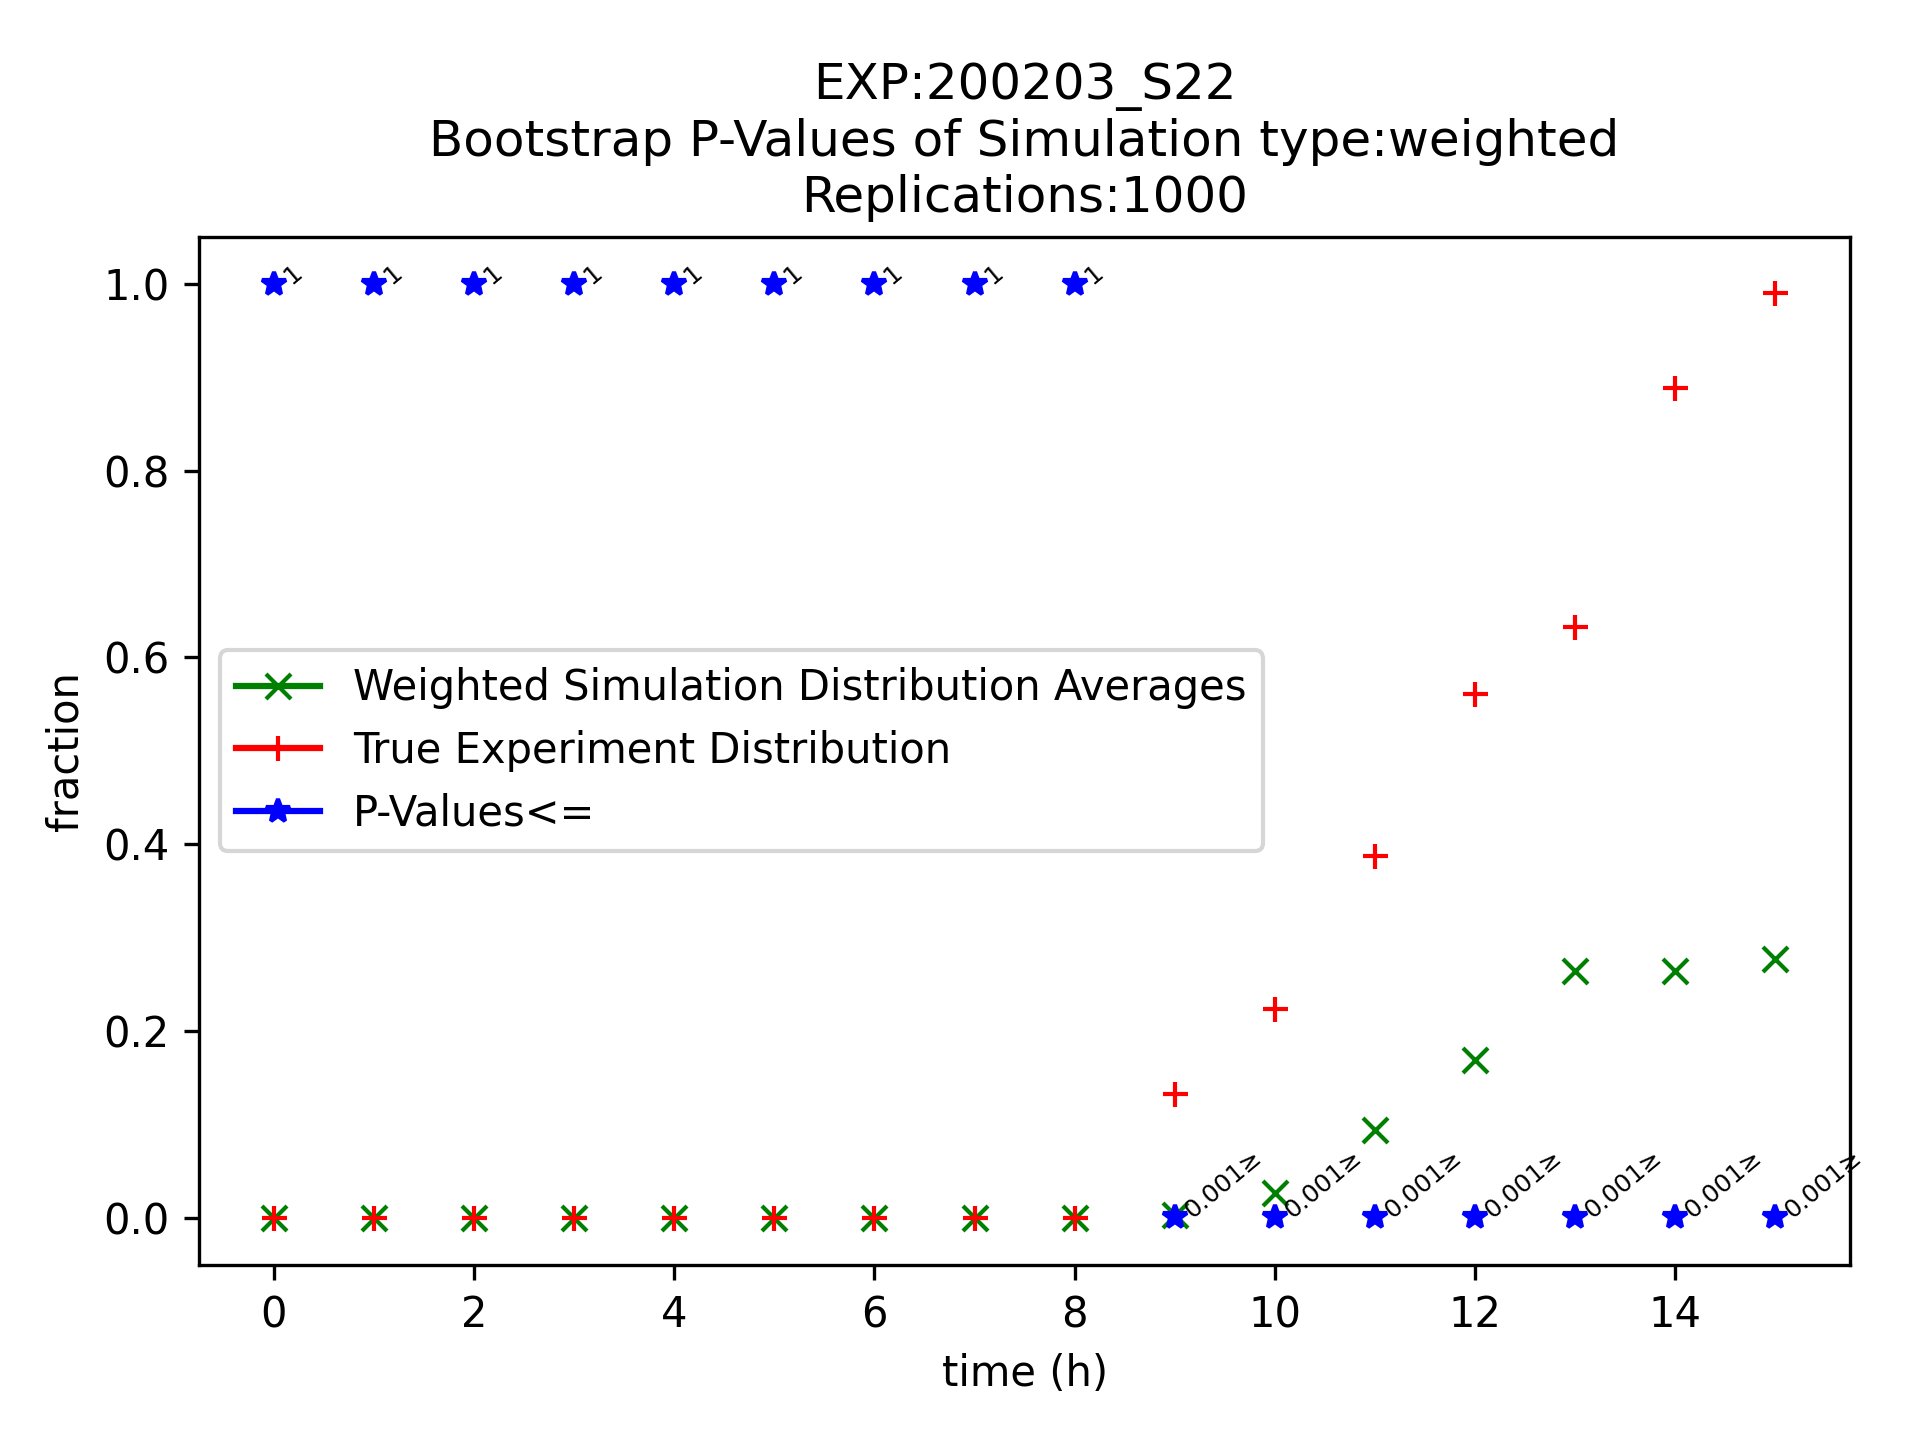 EXP:200203_S22
Bootstrap P-Values of Simulation type:weighted
Replications:1000
1.0
0.8
0.6
0.4
0.2
0.0
fraction
1 1 1 1 1 1 1 1 1
Weighted Simulation Distribution Averages
True Experiment Distribution
P-Values<=
0.001≥ 0.001≥ 0.001≥ 0.001≥ 0.001≥ 0.001≥ 0.001≥
0 2 4 6 8 10 12 14
time (h)